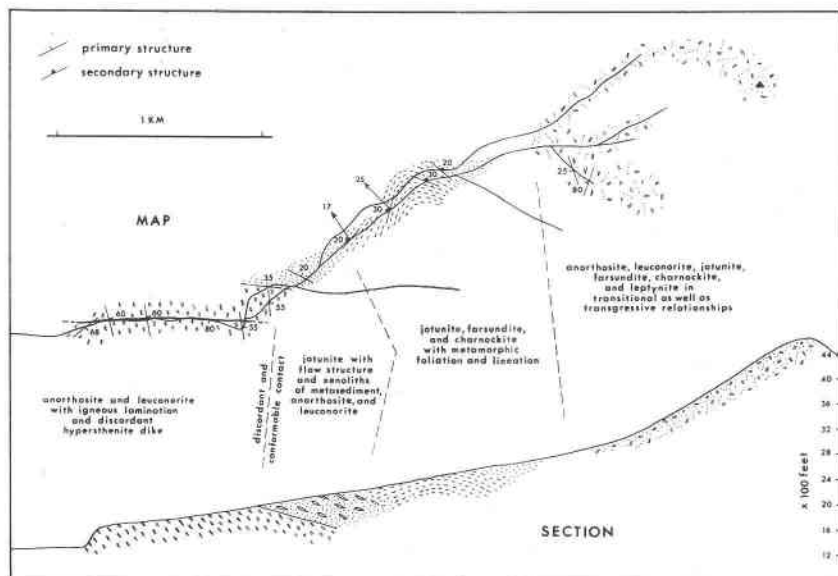 primary structure
secondary structure
1 KM
MAP
60
60
68
80
35
35
55
20
20
17
25
30
30
20
25
80
anorthosite and leuconorite
with igneous lamination
and discordant
hypersthenite dike
discordant and
conformable contact
jotunite with
flow structure
and xenoliths
of metasediment,
anorthosite, and
leuconorite
jotunite, farsundite,
and charnockite
with metamorphic
foliation and lineation
anorthosite, leuconorite, jotunite,
farsundite, charnockite,
and leptynite in
transitional as well as
transgressive relationships
SECTION
44
40
36
32
28
24
20
16
12
x 100 feet